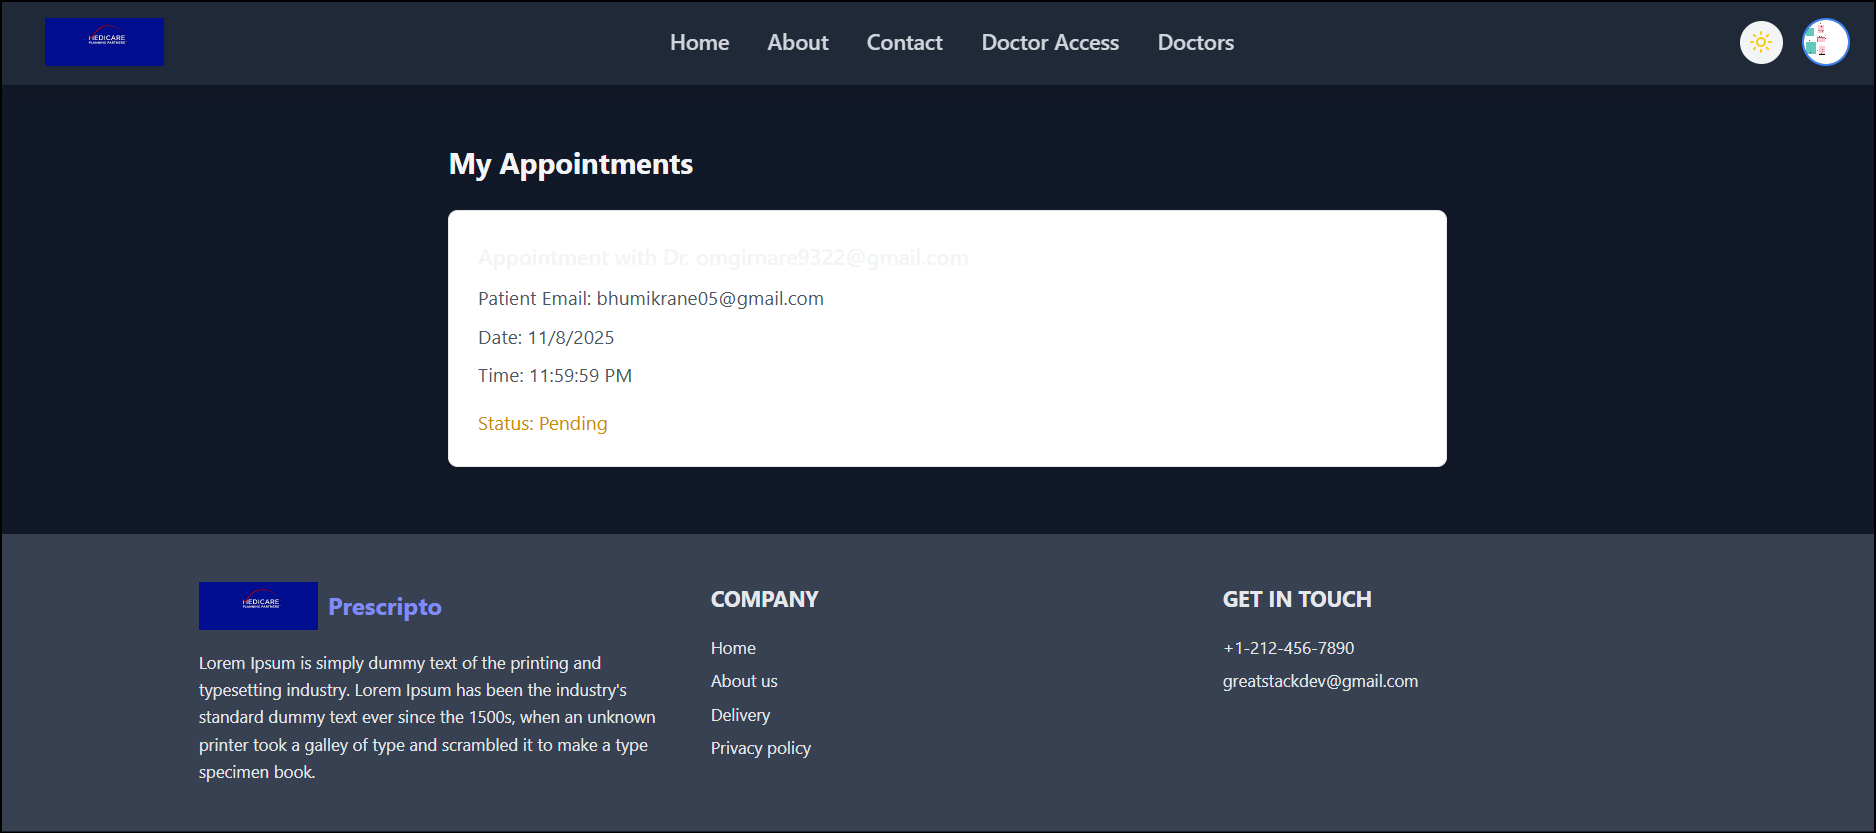 MEDICARE
PLANNING PARTNERS
Home
About
Contact
Doctor Access
Doctors
My Appointments
Appointment with Dr. omgirnare9322@gmail.com
Patient Email: bhumikrane05@gmail.com
Date: 11/8/2025
Time: 11:59:59 PM
Status: Pending
MEDICARE
PLANNING PARTNERS
Prescripto
Lorem Ipsum is simply dummy text of the printing and
typesetting industry. Lorem Ipsum has been the industry's
standard dummy text ever since the 1500s, when an unknown
printer took a galley of type and scrambled it to make a type
specimen book.
COMPANY
Home
About us
Delivery
Privacy policy
GET IN TOUCH
+1-212-456-7890
greatstackdev@gmail.com